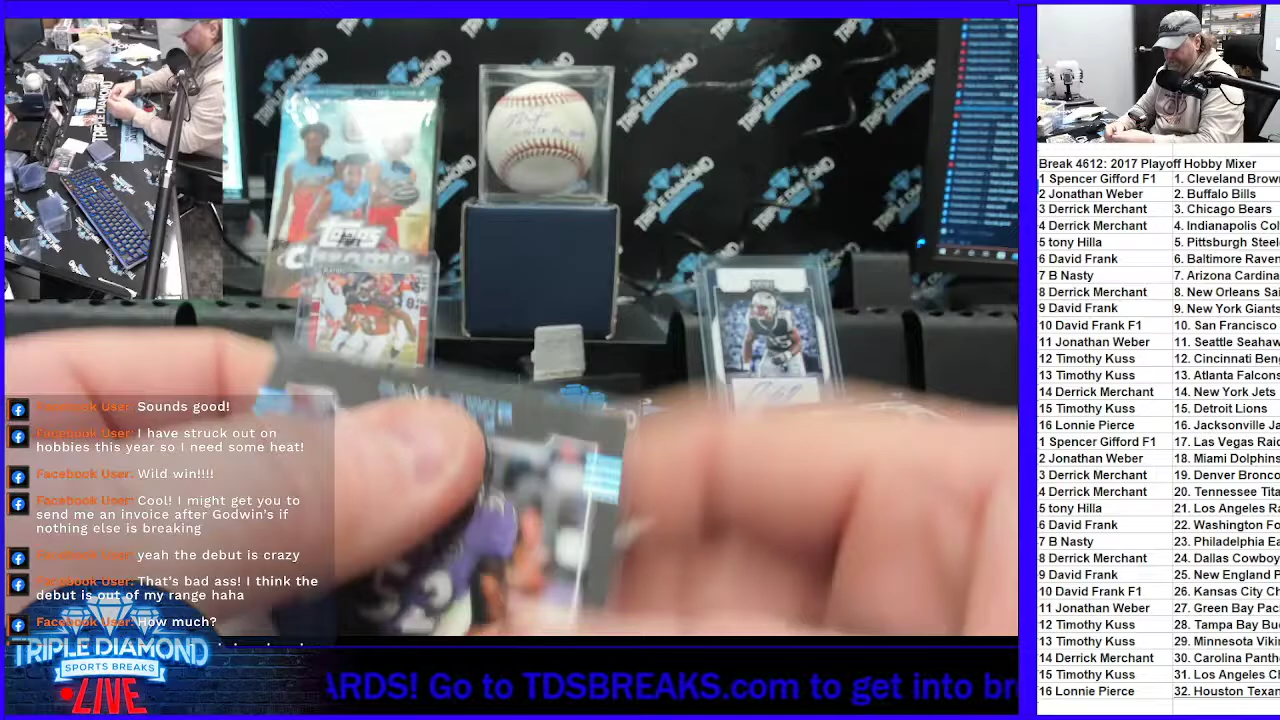 TRIPLE DIAMOND
TRIPLE DIAMOND
TRIPLE DIAMOND
TRIPLE DIAMOND
Topps
Facebook User: Sounds good!
Facebook User: I have struck out on
hobbies this year so I need some heat!
Facebook User: Wild win!!!!
Facebook User: Cool! I might get you to
send me an invoice after Godwin's if
nothing else is breaking
Facebook User: yeah the debut is crazy
Facebook User: That's bad ass! I think the
debut is out of my range haha
Facebook User: How much?
TRIPLE DIAMOND
SPORTS BREAKS
LIVE
ARDS! Go to TDSBREAKS.com to get into br
Break 4612: 2017 Playoff Hobby Mixer
1 Spencer Gifford F1 1. Cleveland Brown
2 Jonathan Weber 2. Buffalo Bills
3 Derrick Merchant 3. Chicago Bears
4 Derrick Merchant 4. Indianapolis Col
5 tony Hilla 5. Pittsburgh Steel
6 David Frank 6. Baltimore Raven
7 B Nasty 7. Arizona Cardina
8 Derrick Merchant 8. New Orleans Sai
9 David Frank 9. New York Giants
10 David Frank F1 10. San Francisco
11 Jonathan Weber 11. Seattle Seahaw
12 Timothy Kuss 12. Cincinnati Ben
13 Timothy Kuss 13. Atlanta Falcons
14 Derrick Merchant 14. New York Jets
15 Timothy Kuss 15. Detroit Lions
16 Lonnie Pierce 16. Jacksonville Ja
1 Spencer Gifford F1 17. Las Vegas Raid
2 Jonathan Weber 18. Miami Dolphins
3 Derrick Merchant 19. Denver Bronco
4 Derrick Merchant 20. Tennessee Tita
5 tony Hilla 21. Los Angeles Ra
6 David Frank 22. Washington Fo
7 B Nasty 23. Philadelphia Ea
8 Derrick Merchant 24. Dallas Cowboy
9 David Frank 25. New England P
10 David Frank F1 26. Kansas City Ch
11 Jonathan Weber 27. Green Bay Pa
12 Timothy Kuss 28. Tampa Bay Buc
13 Timothy Kuss 29. Minnesota Viki
14 Derrick Merchant 30. Carolina Panth
15 Timothy Kuss 31. Los Angeles C
16 Lonnie Pierce 32. Houston Texa